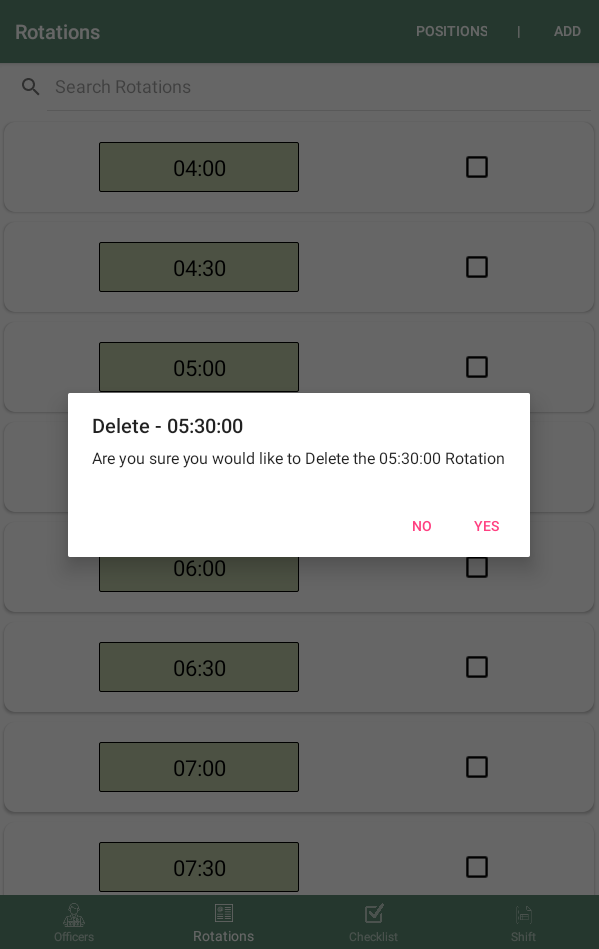 Rotations
POSITIONS | ADD
Search Rotations
04:00
04:30
05:00
Delete - 05:30:00
Are you sure you would like to Delete the 05:30:00 Rotation
NO YES
06:00
06:30
07:00
07:30
Officers Rotations Checklist Shift